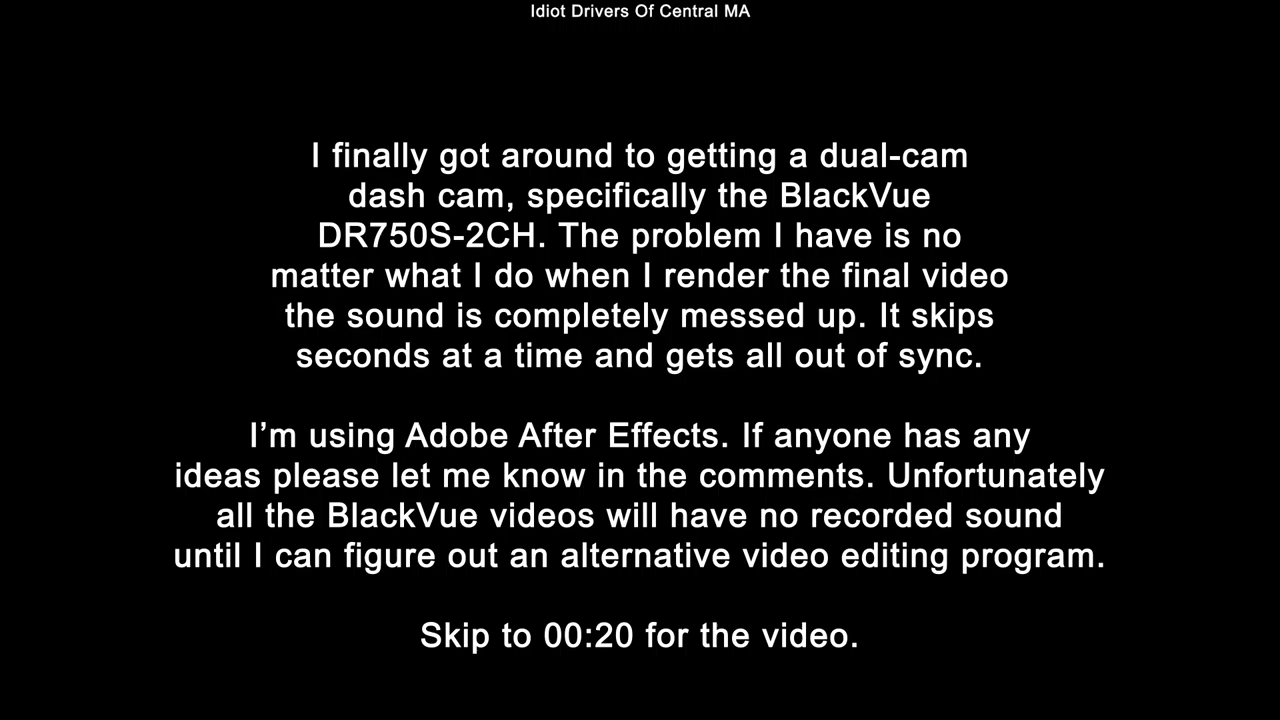 Idiot Drivers Of Central MA
I finally got around to getting a dual-cam
dash cam, specifically the BlackVue
DR750S-2CH. The problem I have is no
matter what I do when I render the final video
the sound is completely messed up. It skips
seconds at a time and gets all out of sync.
I’m using Adobe After Effects. If anyone has any
ideas please let me know in the comments. Unfortunately
all the BlackVue videos will have no recorded sound
until I can figure out an alternative video editing program.
Skip to 00:20 for the video.